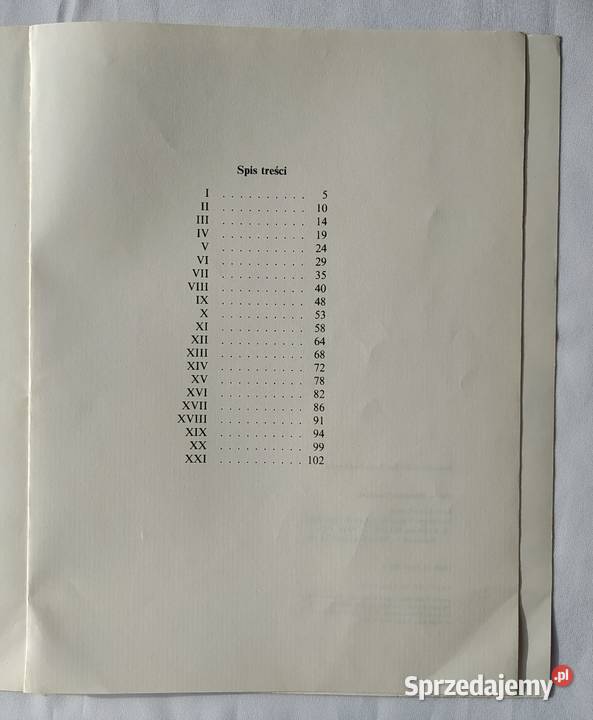 Spis treści
I . . . . . . . . . . 5
II . . . . . . . . . . 10
III . . . . . . . . . . 14
IV . . . . . . . . . . 19
V . . . . . . . . . . 24
VI . . . . . . . . . . 29
VII . . . . . . . . . . 35
VIII . . . . . . . . . . 40
IX . . . . . . . . . . 48
X . . . . . . . . . . 53
XI . . . . . . . . . . 58
XII . . . . . . . . . . 64
XIII . . . . . . . . . . 68
XIV . . . . . . . . . . 72
XV . . . . . . . . . . 78
XVI . . . . . . . . . . 82
XVII . . . . . . . . . . 86
XVIII . . . . . . . . . . 91
XIX . . . . . . . . . . 94
XX . . . . . . . . . . 99
XXI . . . . . . . . . . 102
Sprzedajemy.pl